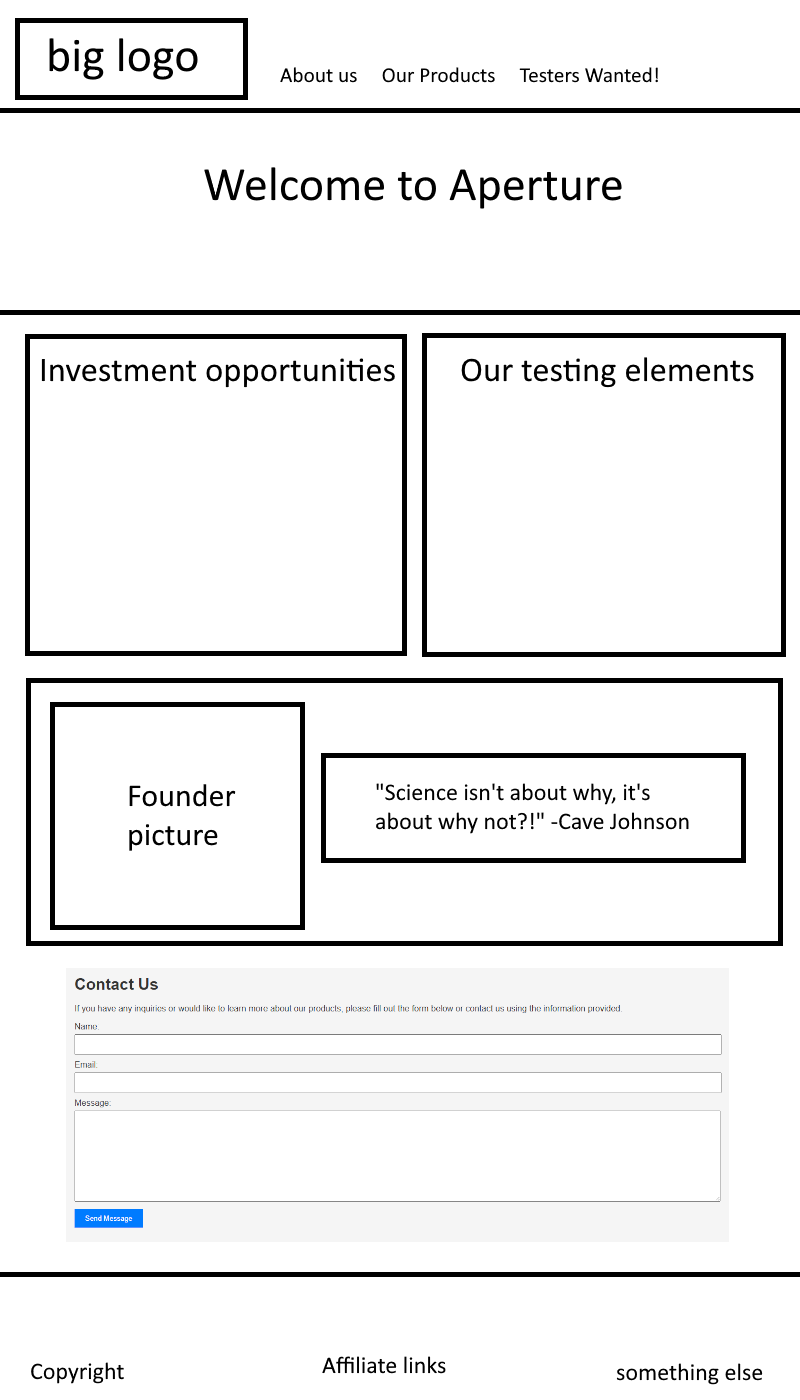 big logo
About us Our Products Testers Wanted!
Welcome to Aperture
Investment opportunities
Our testing elements
Founder
picture
"Science isn't about why, it's
about why not?!" -Cave Johnson
Contact Us
If you have any inquiries or would like to learn more about our products, please fill out the form below or contact us using the information provided.
Name:
Email:
Message:
Send Message
Copyright
Affiliate links
something else